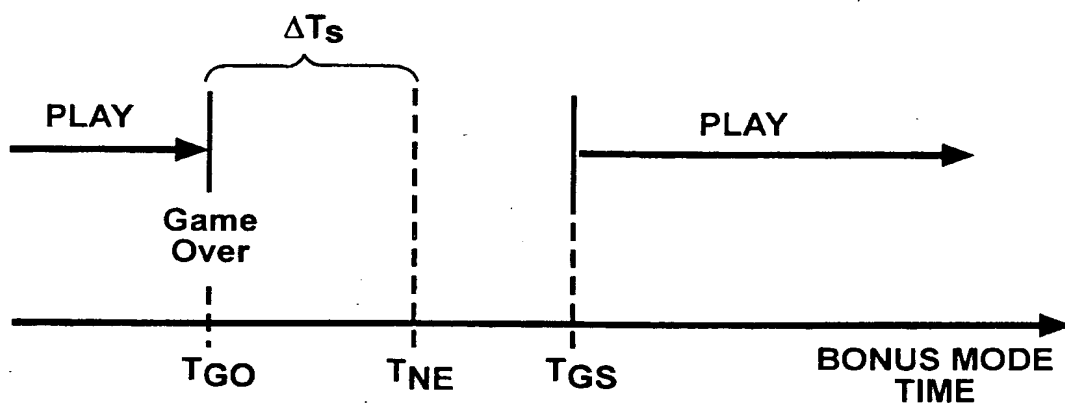 ΔTs
PLAY
PLAY
Game
Over
TGO
TNE
TGS
BONUS MODE
TIME